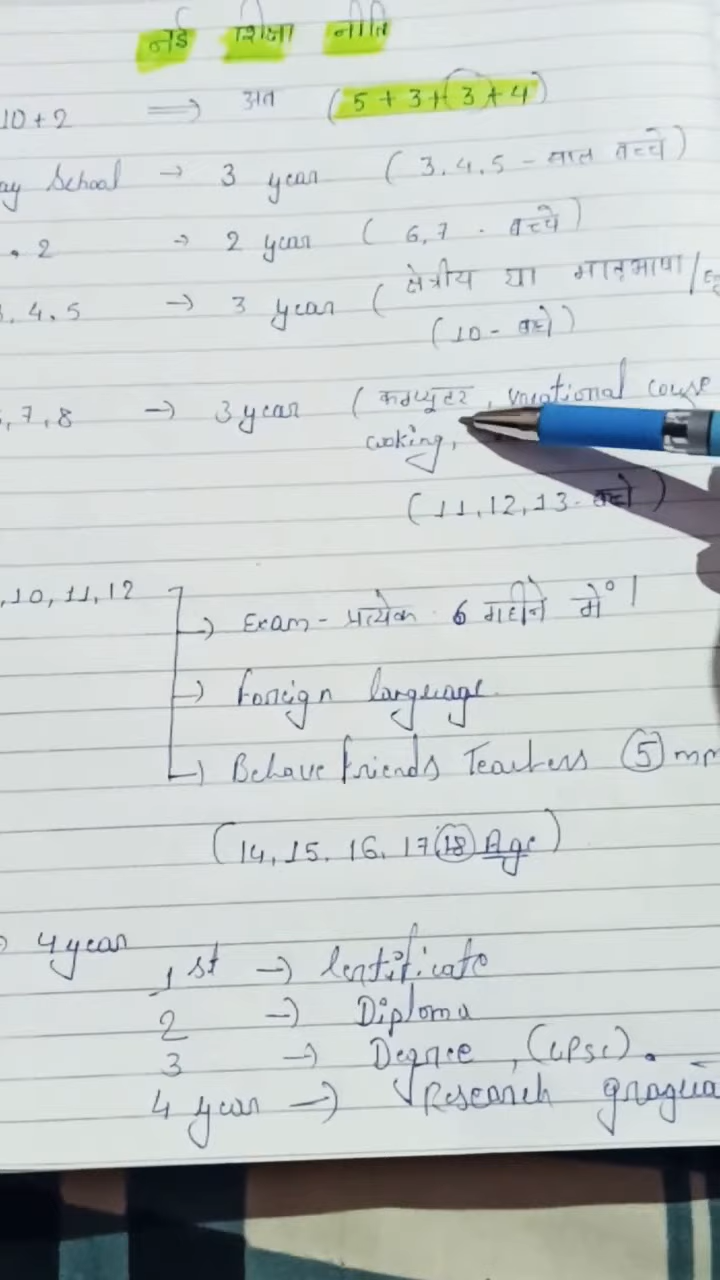 नई शिक्षा नीति
10+2 ⟹ अब (5+3+3+4)
ay School → 3 year (3,4,5 - साल बच्चे)
. 2 → 2 year (6,7 - बच्चे)
3,4,5 → 3 year (क्षेत्रीय या मातृभाषा/
(10 - बच्चे)
6,7,8 → 3 year (कम्प्यूटर, vocational course
cooking,
(11,12,13 - बच्चे)
,10,11,12
→ Exam - प्रत्येक 6 महीने में।
→ Foreign language
→ Behave friends Teachers (5)
(14,15,16,17 (18) Age)
4 year
1st → Certificate
2 → Diploma
3 → Degree, (UPSC).
4 year → Research gragua